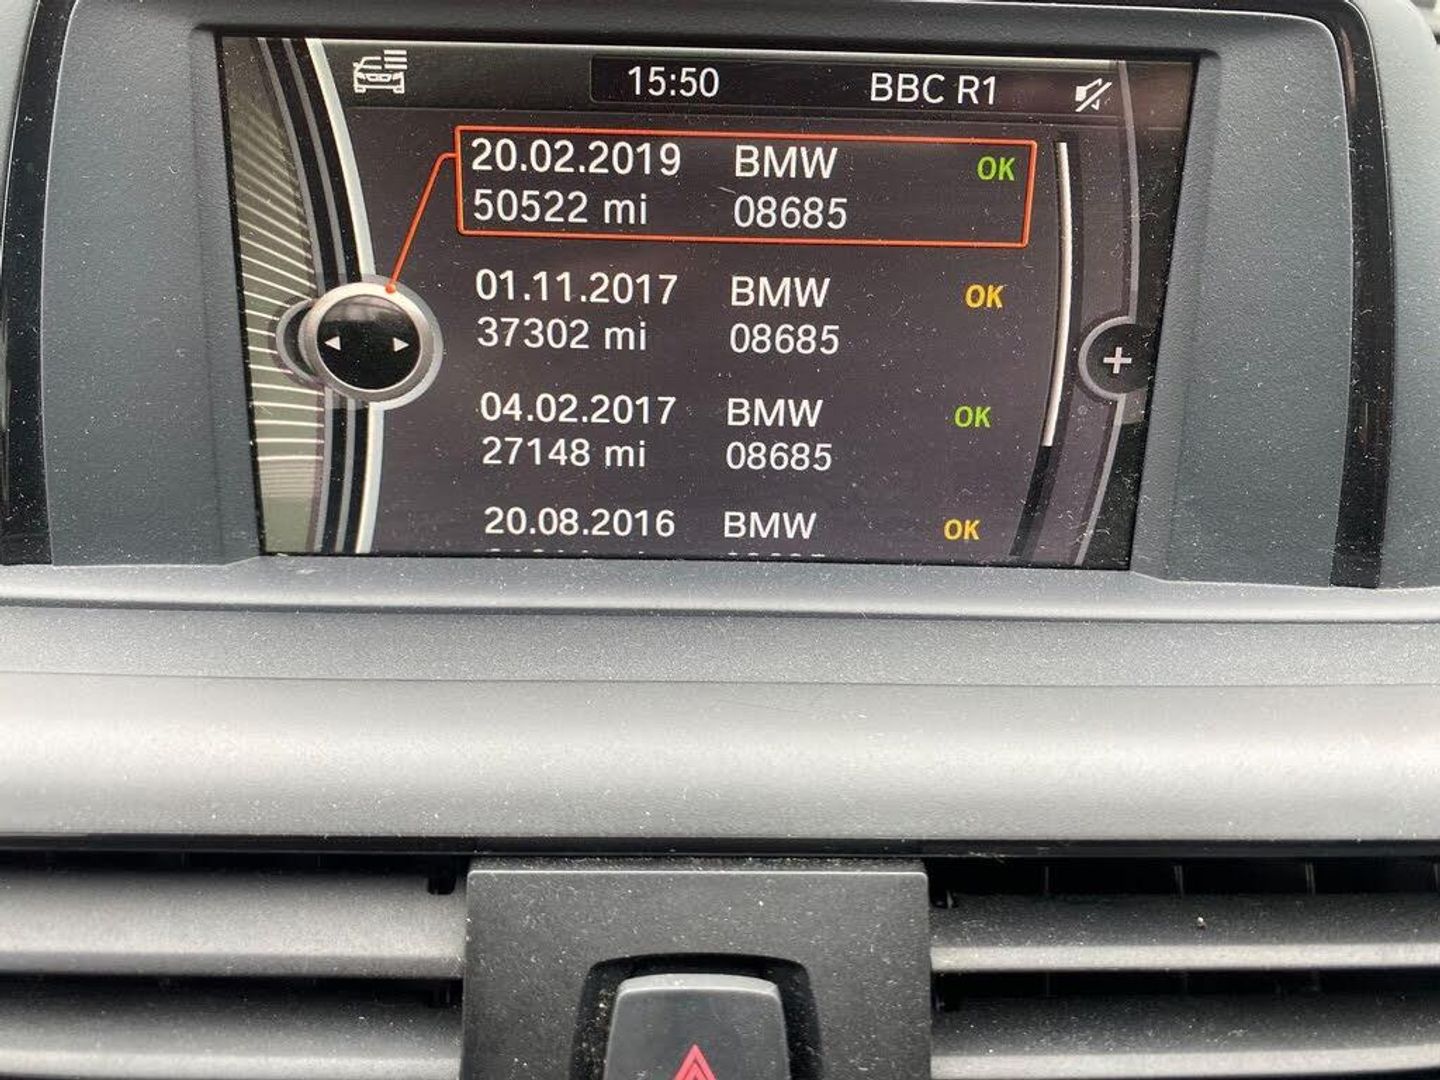 15:50 BBC R1
20.02.2019 BMW OK
50522 mi 08685
01.11.2017 BMW OK
37302 mi 08685
04.02.2017 BMW OK
27148 mi 08685
20.08.2016 BMW OK